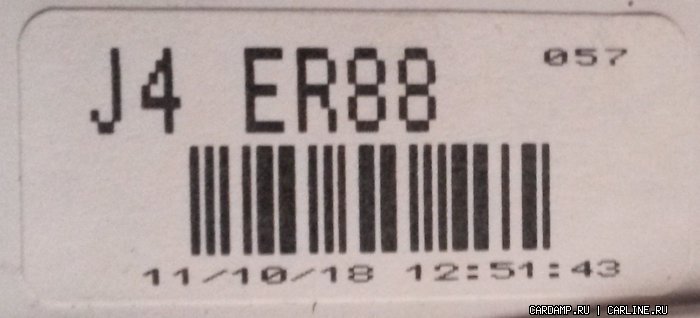 J4 ER88 057
11/10/18 12:51:43
CARDAMP.RU | CARLINE.RU